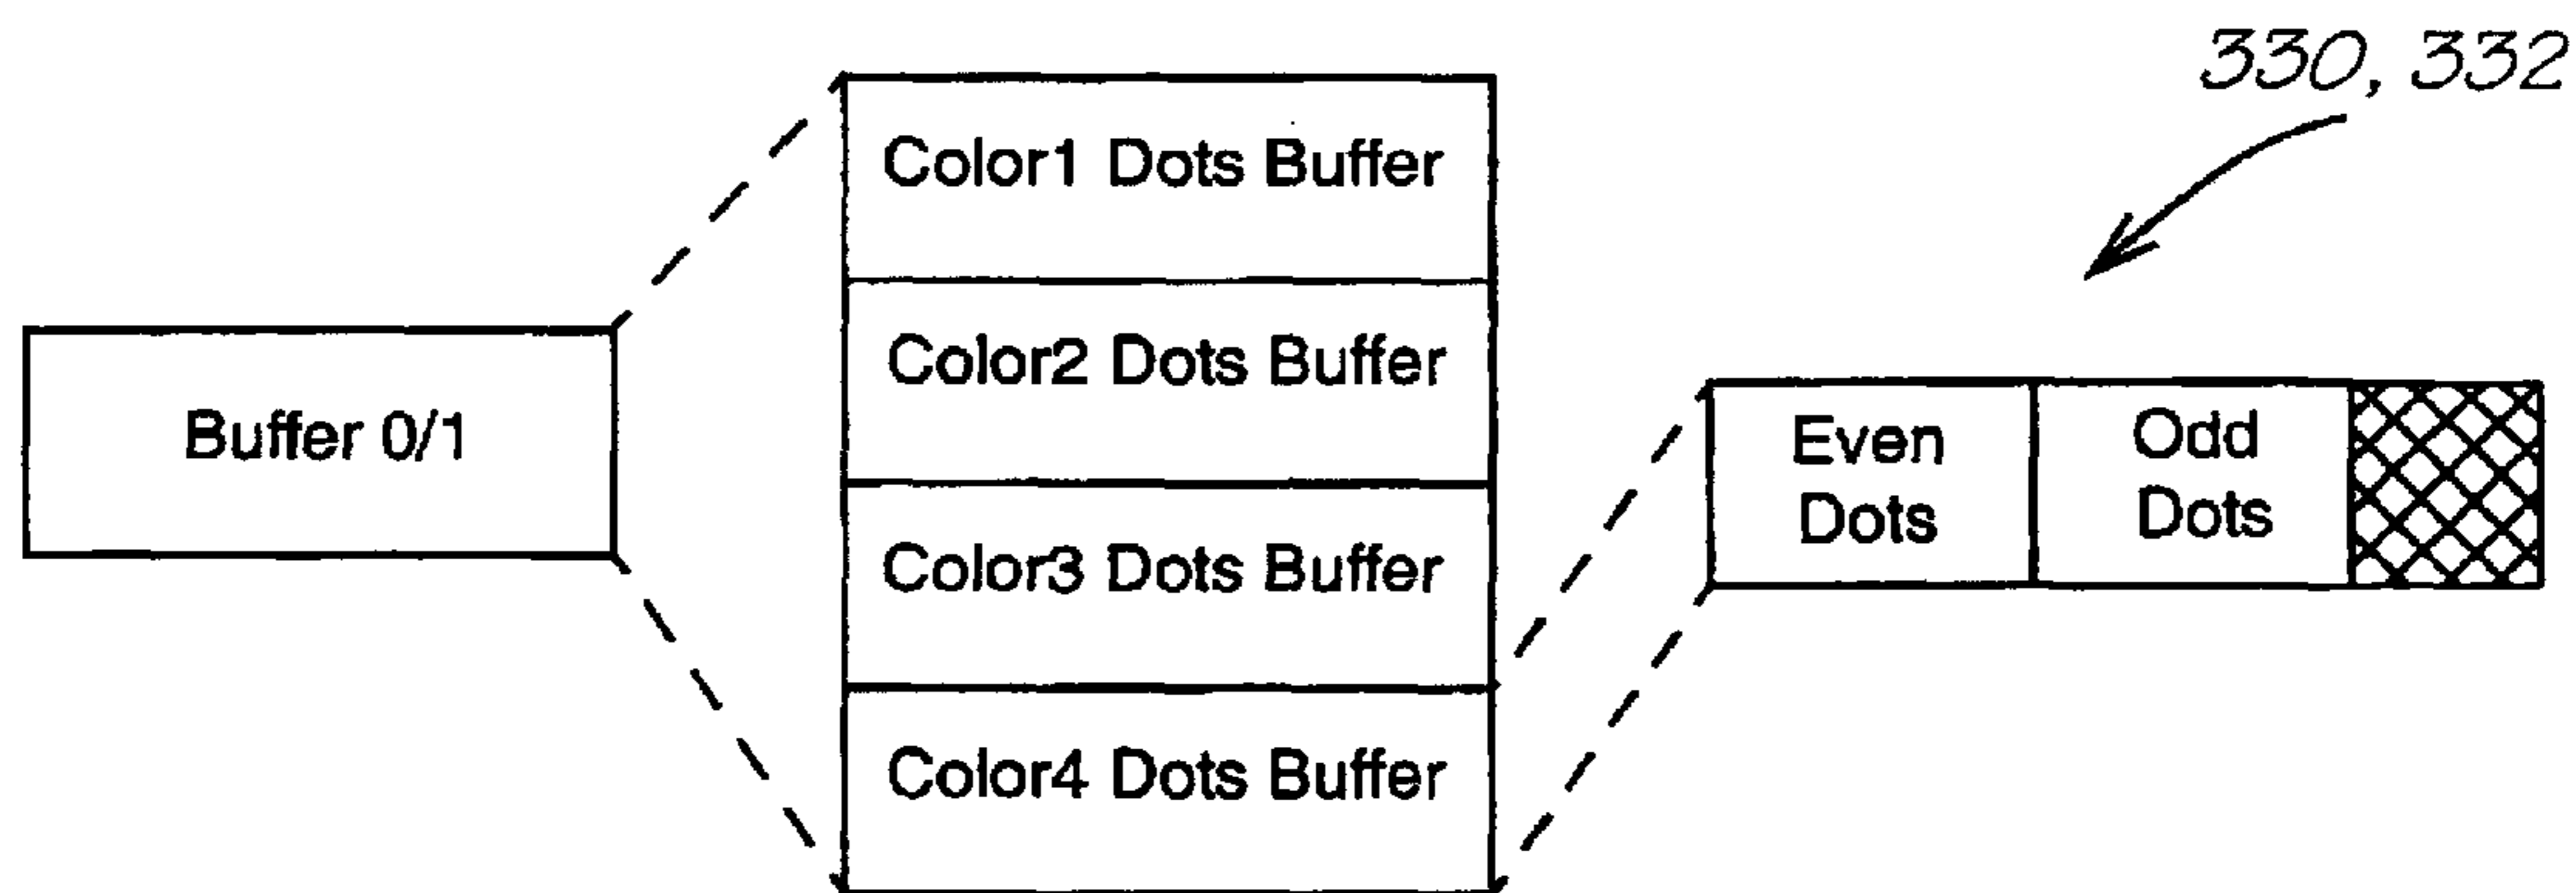 330, 332
Color1 Dots Buffer
Color2 Dots Buffer
Buffer 0/1
Even
Dots
Odd
Dots
Color3 Dots Buffer
Color4 Dots Buffer